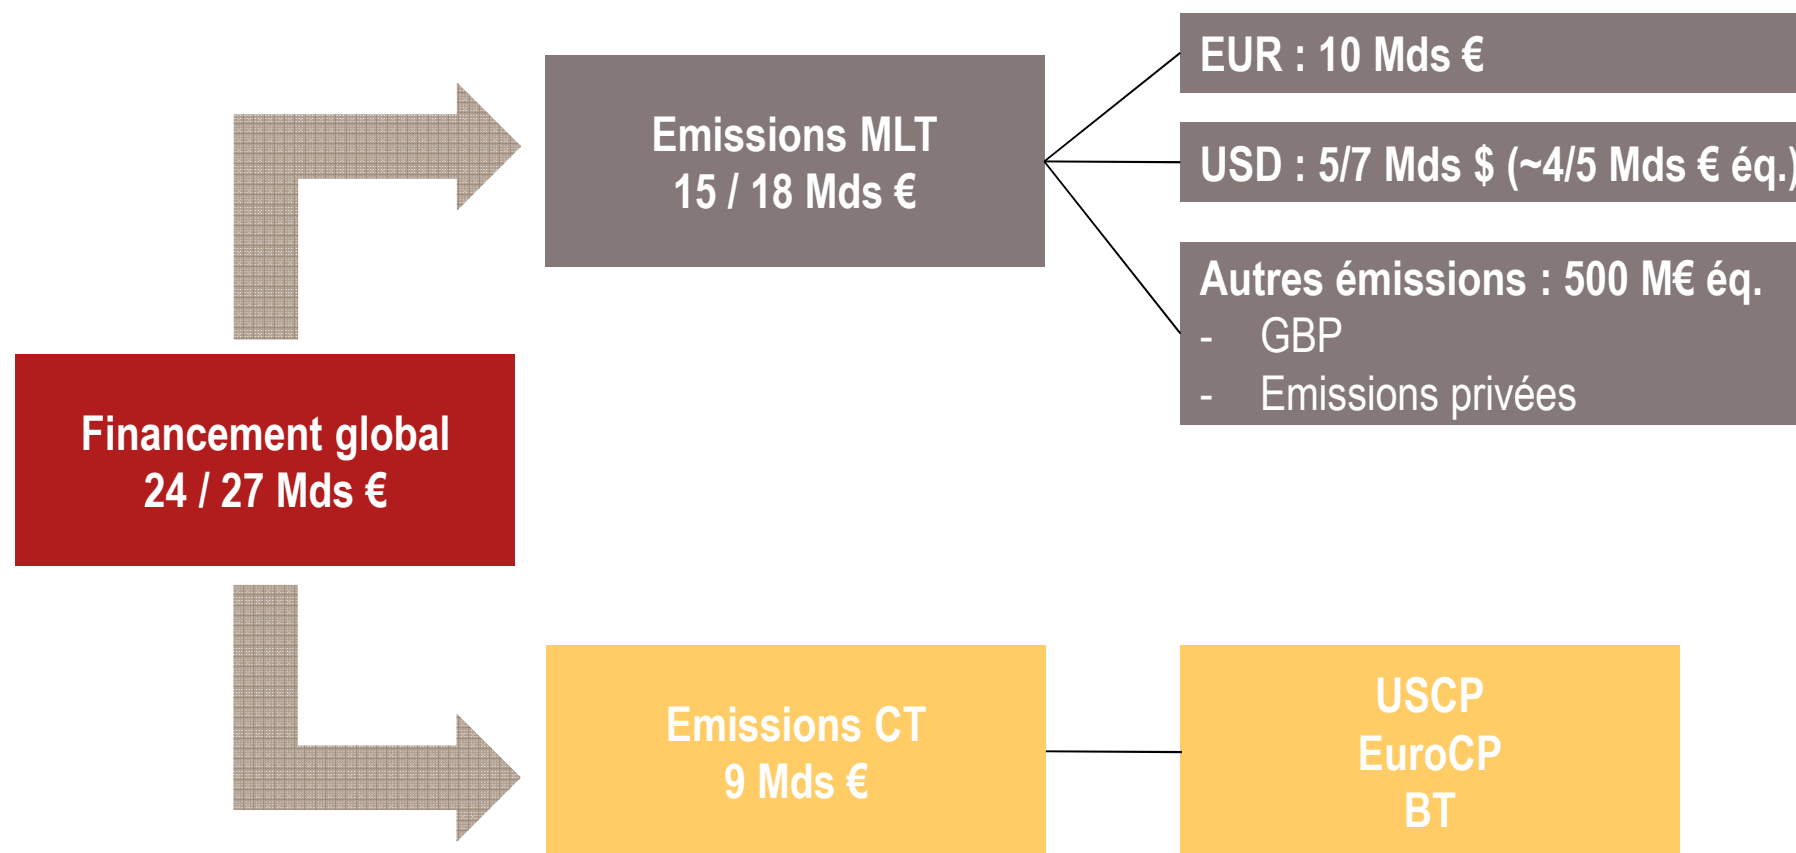 EUR : 10 Mds €
Emissions MLT
15 / 18 Mds €
USD : 5/7 Mds $ (~4/5 Mds € éq.)
Autres émissions : 500 M€ éq.
- GBP
- Emissions privées
Financement global
24 / 27 Mds €
Emissions CT
9 Mds €
USCP
EuroCP
BT